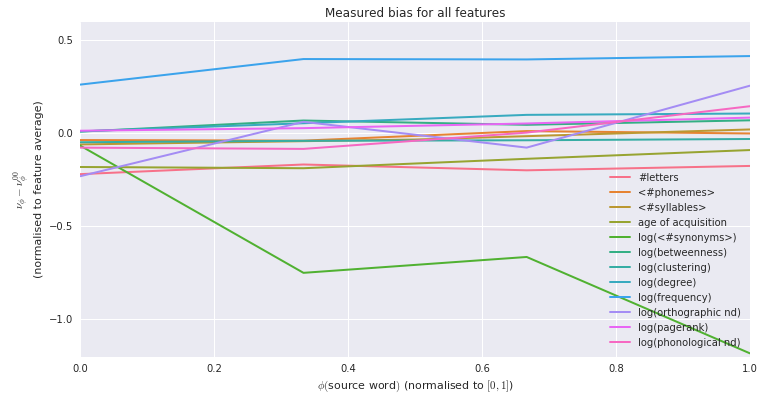 Measured bias for all features
0.5
0.0
−0.5
−1.0
ν_ϕ − ν_ϕ^00
(normalised to feature average)
#letters
<#phonemes>
<#syllables>
age of acquisition
log(<#synonyms>)
log(betweenness)
log(clustering)
log(degree)
log(frequency)
log(orthographic nd)
log(pagerank)
log(phonological nd)
0.0 0.2 0.4 0.6 0.8 1.0
ϕ(source word) (normalised to [0, 1])